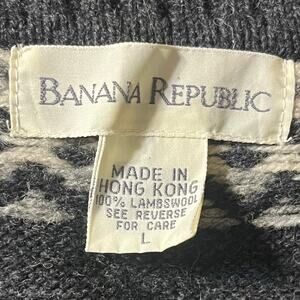 BANANA REPUBLIC
MADE IN
HONG KONG
100% LAMBSWOOL
SEE REVERSE
FOR CARE
L